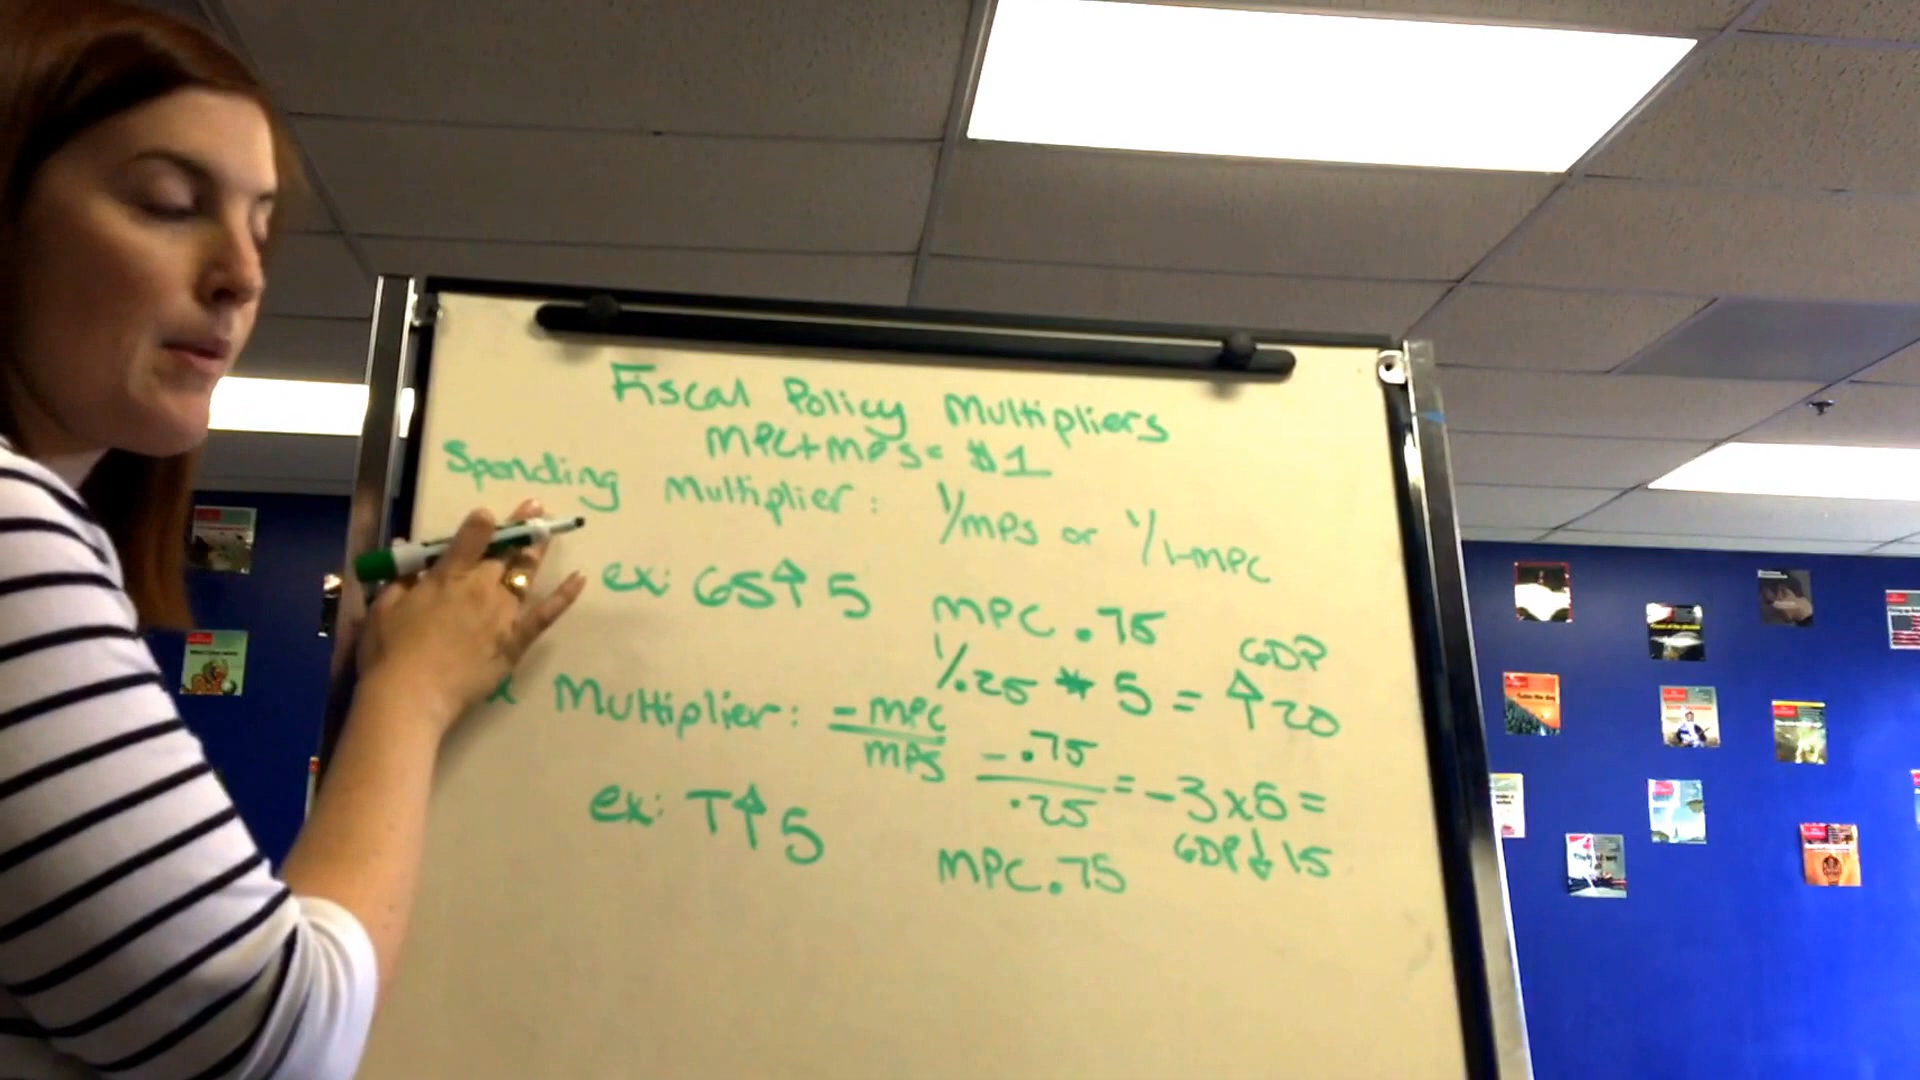 Fiscal Policy Multipliers
MPC+MPS= $1
Spending Multiplier: 1/MPS or 1/1-MPC
ex: GS↑ 5 MPC .75
1/.25 * 5 = GDP ↑20
Multiplier: -MPC/MPS -.75/.25 = -3x5=
ex: T↑ 5 MPC .75 GDP↓15